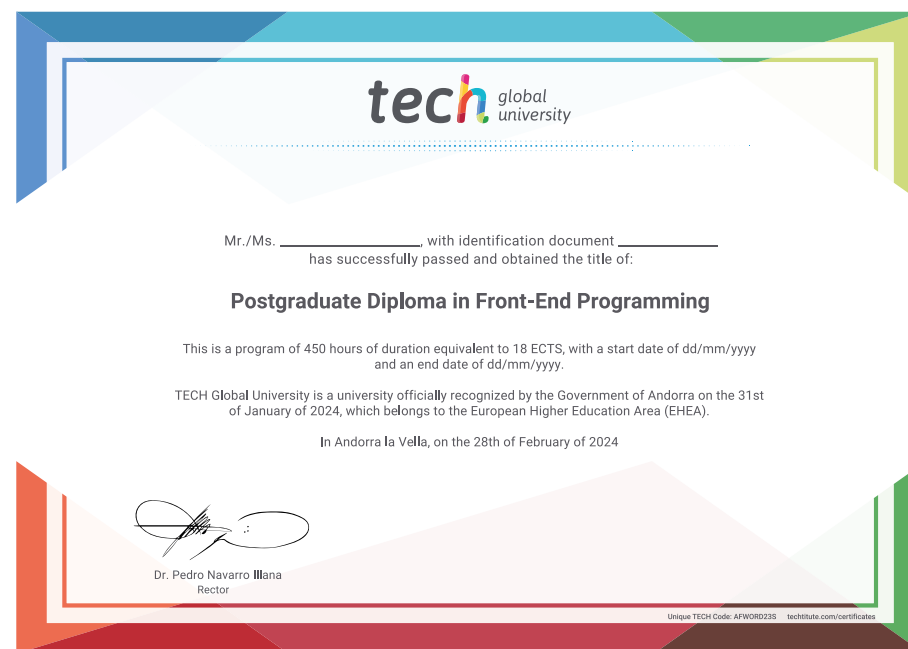 tech global university
Mr./Ms. ____________, with identification document ____________
has successfully passed and obtained the title of:
Postgraduate Diploma in Front-End Programming
This is a program of 450 hours of duration equivalent to 18 ECTS, with a start date of dd/mm/yyyy
and an end date of dd/mm/yyyy.
TECH Global University is a university officially recognized by the Government of Andorra on the 31st
of January of 2024, which belongs to the European Higher Education Area (EHEA).
In Andorra la Vella, on the 28th of February of 2024
Dr. Pedro Navarro Illana
Rector
Unique TECH Code: AFWORD23S techtitute.com/certificates